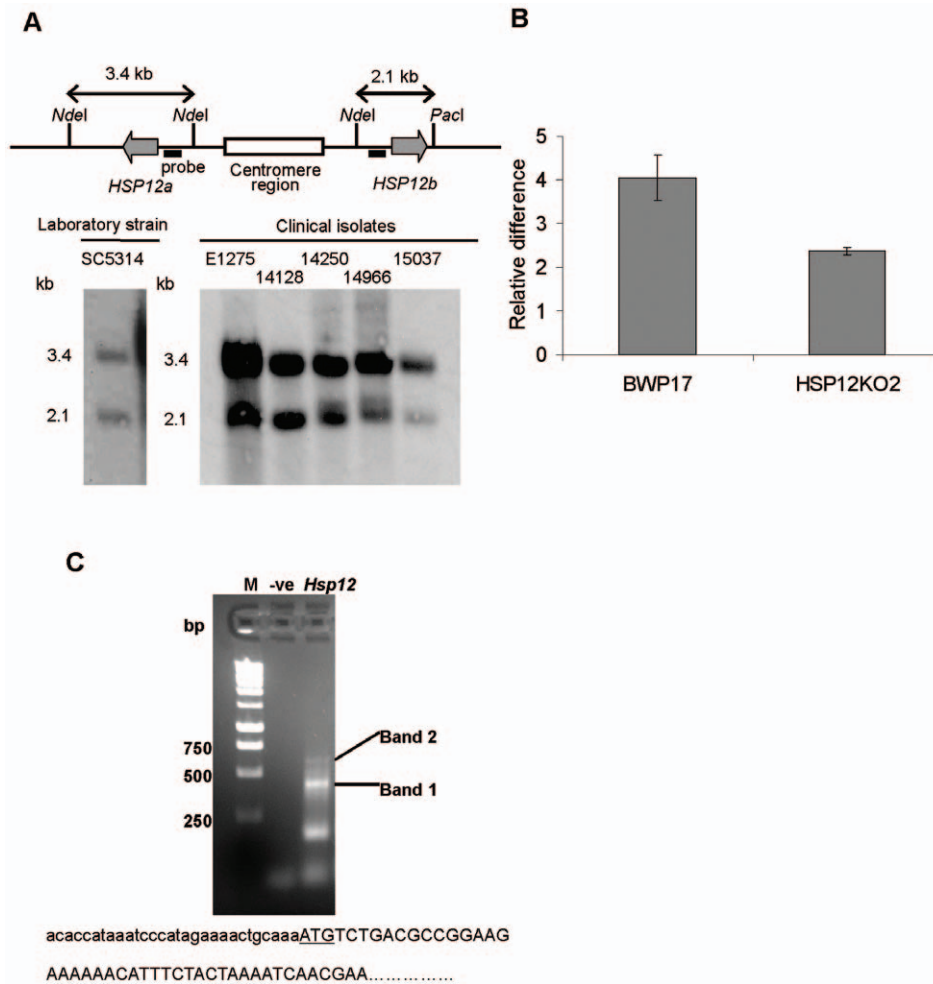 A
B
3.4 kb
2.1 kb
NdeI NdeI NdeI PacI
probe
HSP12a
Centromere
region
HSP12b
Laboratory strain
Clinical isolates
SC5314
E1275 14250 15037
14128 14966
kb kb
3.4 3.4
2.1 2.1
Relative difference
5
4
3
2
1
0
BWP17 HSP12KO2
C
M -ve Hsp12
bp
Band 2
750
500
Band 1
250
acaccataaatcccatagaaaactgcaaaATGTCTGACGCCGGAAG
AAAAAACATTTCTACTAAAATCAACGAA……………